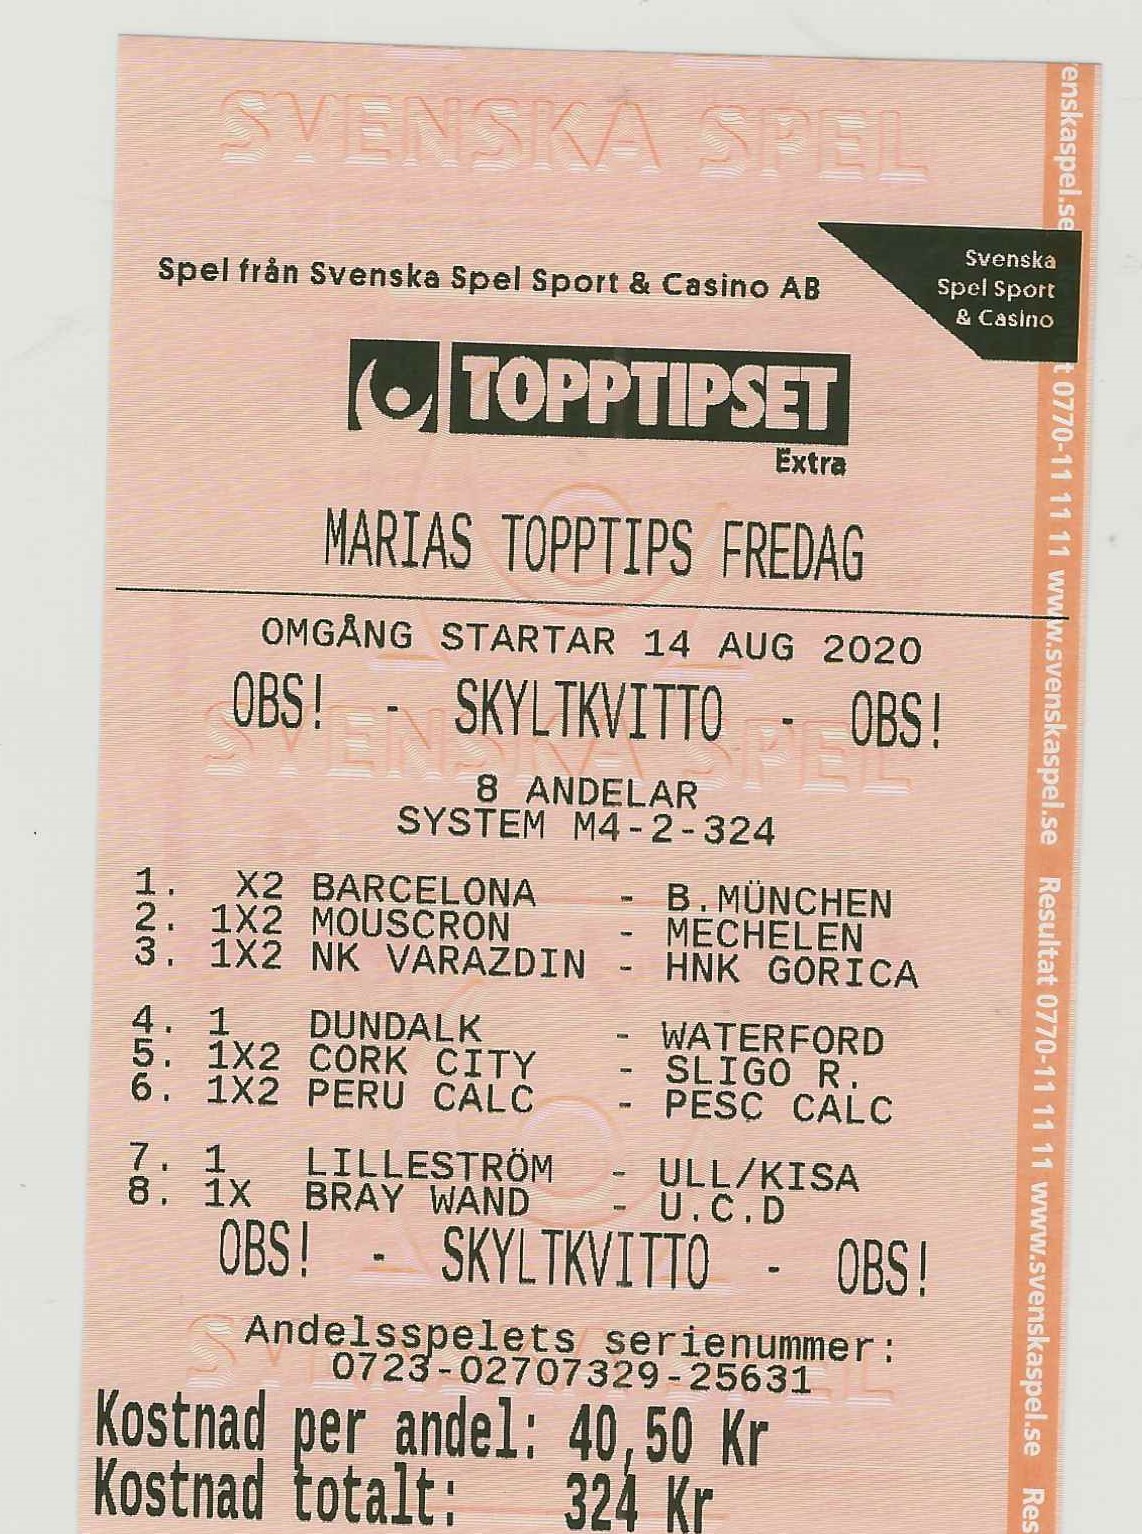 SVENSKA SPEL
Spel från Svenska Spel Sport & Casino AB
Svenska
Spel Sport
& Casino
TOPPTIPSET
Extra
MARIAS TOPPTIPS FREDAG
OMGÅNG STARTAR 14 AUG 2020
OBS! - SKYLTKVITTO - OBS!
SVENSKA SPEL
8 ANDELAR
SYSTEM M4-2-324
1. X2 BARCELONA - B.MÜNCHEN
2. 1X2 MOUSCRON - MECHELEN
3. 1X2 NK VARAZDIN - HNK GORICA
4. 1 DUNDALK - WATERFORD
5. 1X2 CORK CITY - SLIGO R.
6. 1X2 PERU CALC - PESC CALC
7. 1 LILLESTRÖM - ULL/KISA
8. 1X BRAY WAND - U.C.D
OBS! - SKYLTKVITTO - OBS!
Andelsspelets serienummer:
0723-02707329-25631
SVENSKA SPEL
Kostnad per andel: 40,50 Kr
Kostnad totalt: 324 Kr
enskaspel.se t 0770-11 11 11 www.svenskaspel.se Resultat 0770-11 11 11 www.svenskaspel.se Res